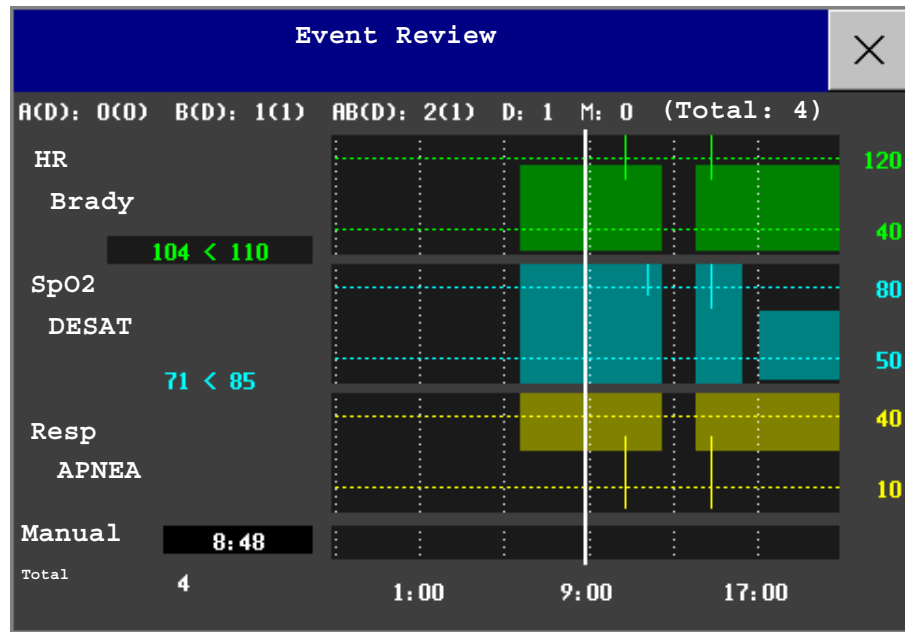 Event Review
A(D): 0(0) B(D): 1(1) AB(D): 2(1) D: 1 M: 0 (Total: 4)
HR
120
Brady
40
104 < 110
SpO2
80
DESAT
50
71 < 85
40
Resp
APNEA
10
Manual
8:48
Total
4
1:00 9:00 17:00